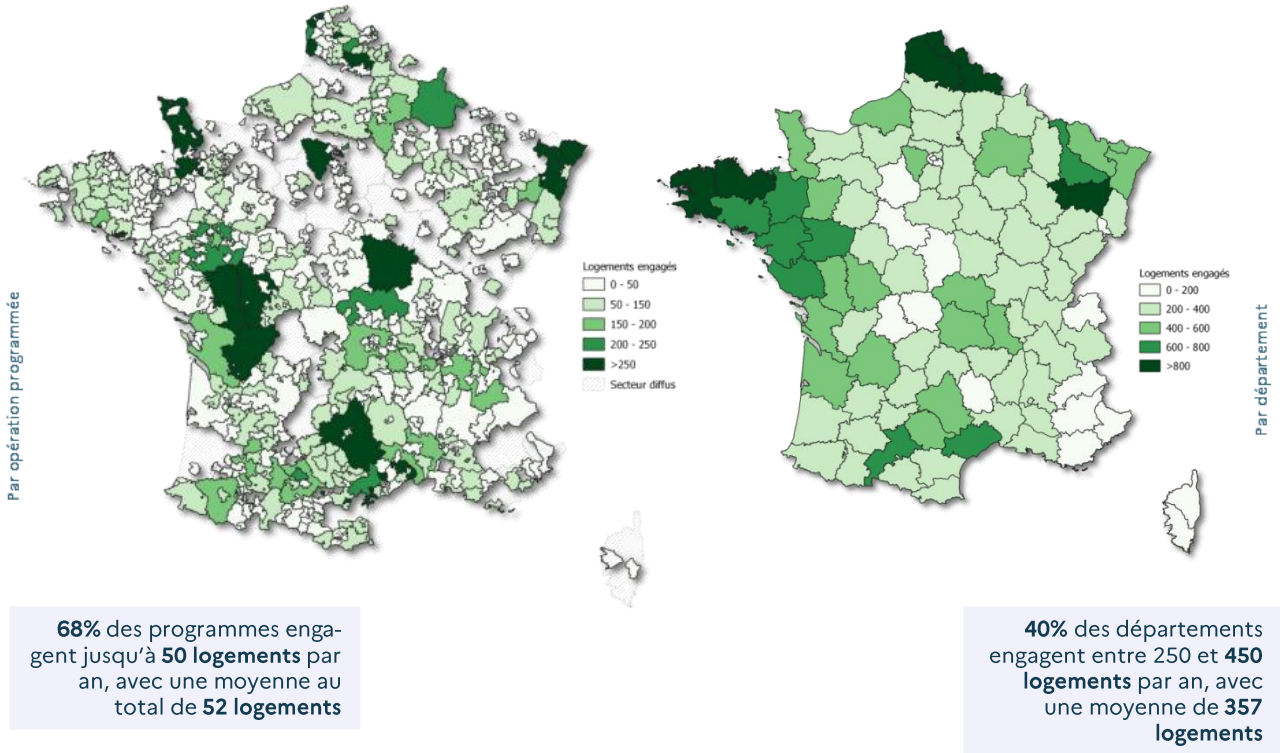 Par opération programmée
Logements engagés
0 - 50
50 - 150
150 - 200
200 - 250
>250
Secteur diffus
68% des programmes enga-
gent jusqu'à 50 logements par
an, avec une moyenne au
total de 52 logements
Logements engagés
0 - 200
200 - 400
400 - 600
600 - 800
>800
Par département
40% des départements
engagent entre 250 et 450
logements par an, avec
une moyenne de 357
logements